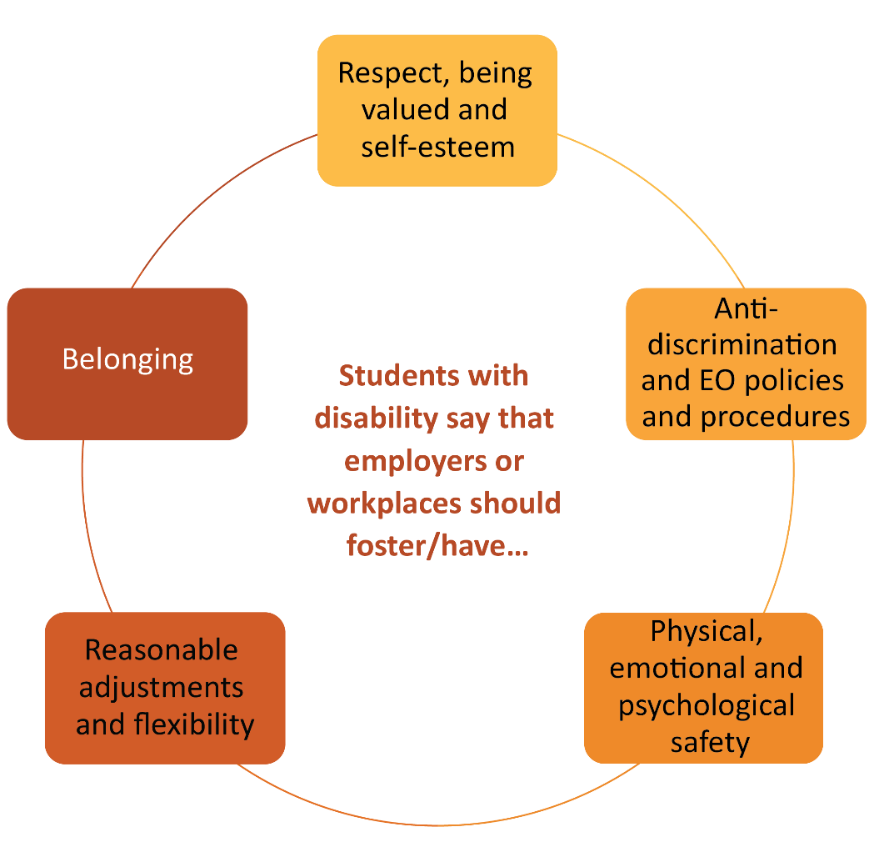 Respect, being
valued and
self-esteem
Anti-
discrimination
and EO policies
and procedures
Physical,
emotional and
psychological
safety
Reasonable
adjustments
and flexibility
Belonging
Students with
disability say that
employers or
workplaces should
foster/have…